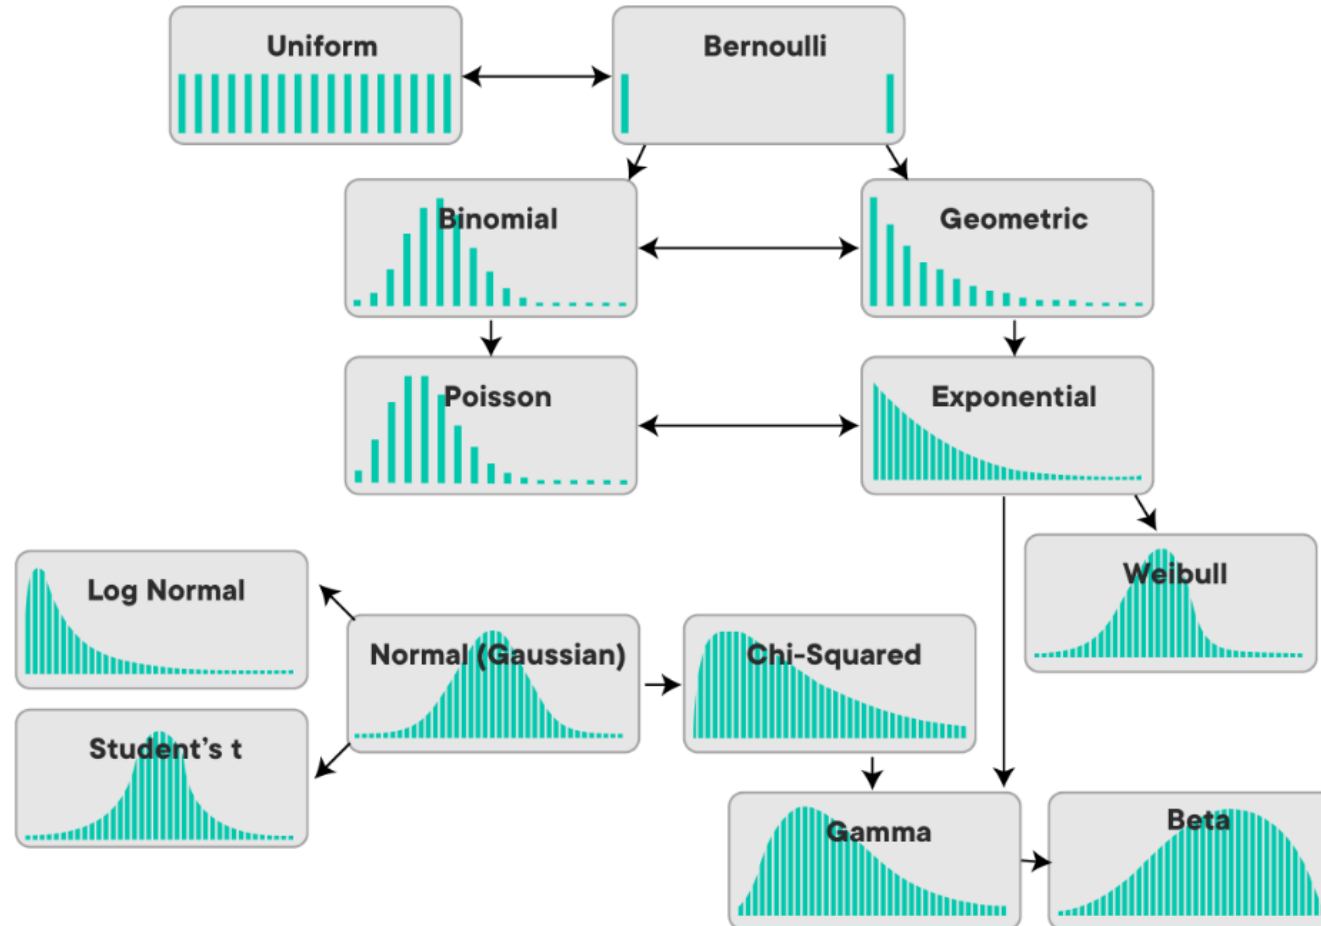 Uniform
Bernoulli
Binomial
Geometric
Poisson
Exponential
Log Normal
Weibull
Normal (Gaussian)
Chi-Squared
Student's t
Gamma
Beta